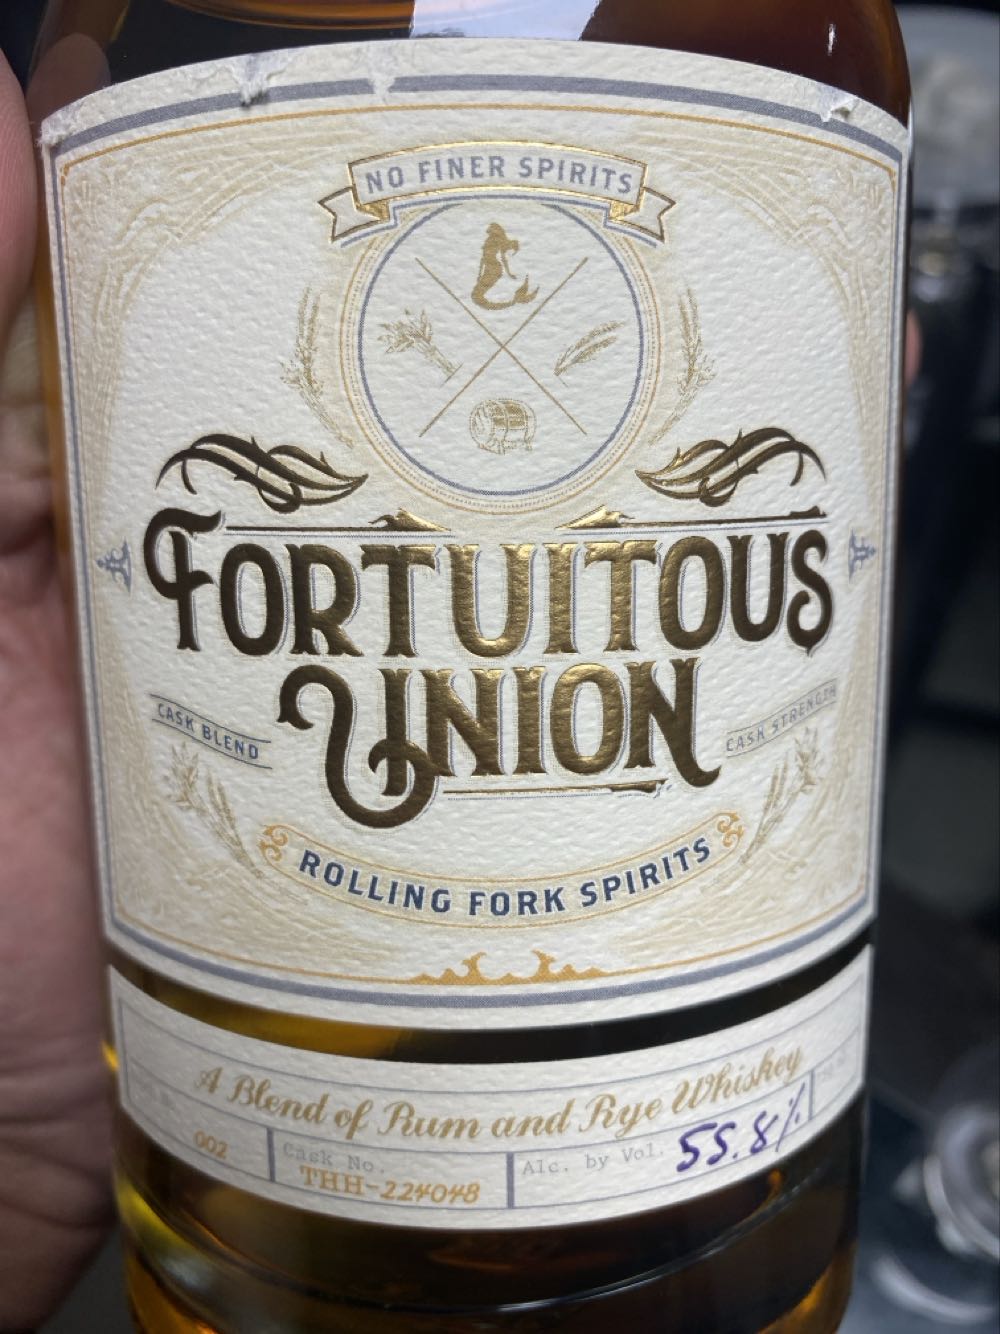 NO FINER SPIRITS
FORTUITOUS
UNION
CASK BLEND
CASK STRENGTH
ROLLING FORK SPIRITS
A Blend of Rum and Rye Whiskey
002
Cask No.
THH-224048
Alc. by Vol.
55.8%